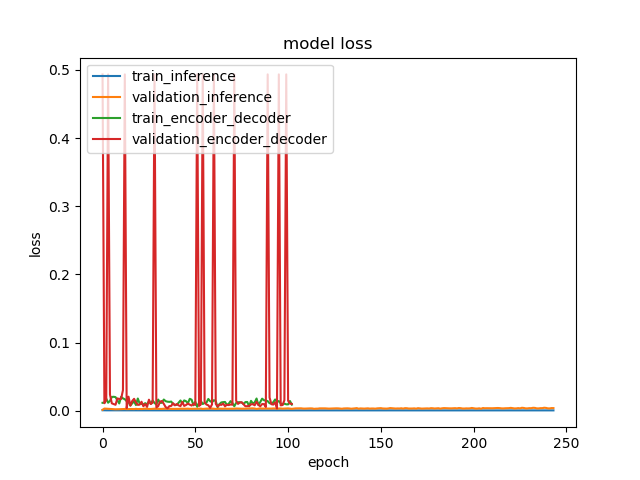 model loss
train_inference
validation_inference
train_encoder_decoder
validation_encoder_decoder
0.5
0.4
0.3
0.2
0.1
0.0
loss
0 50 100 150 200 250
epoch